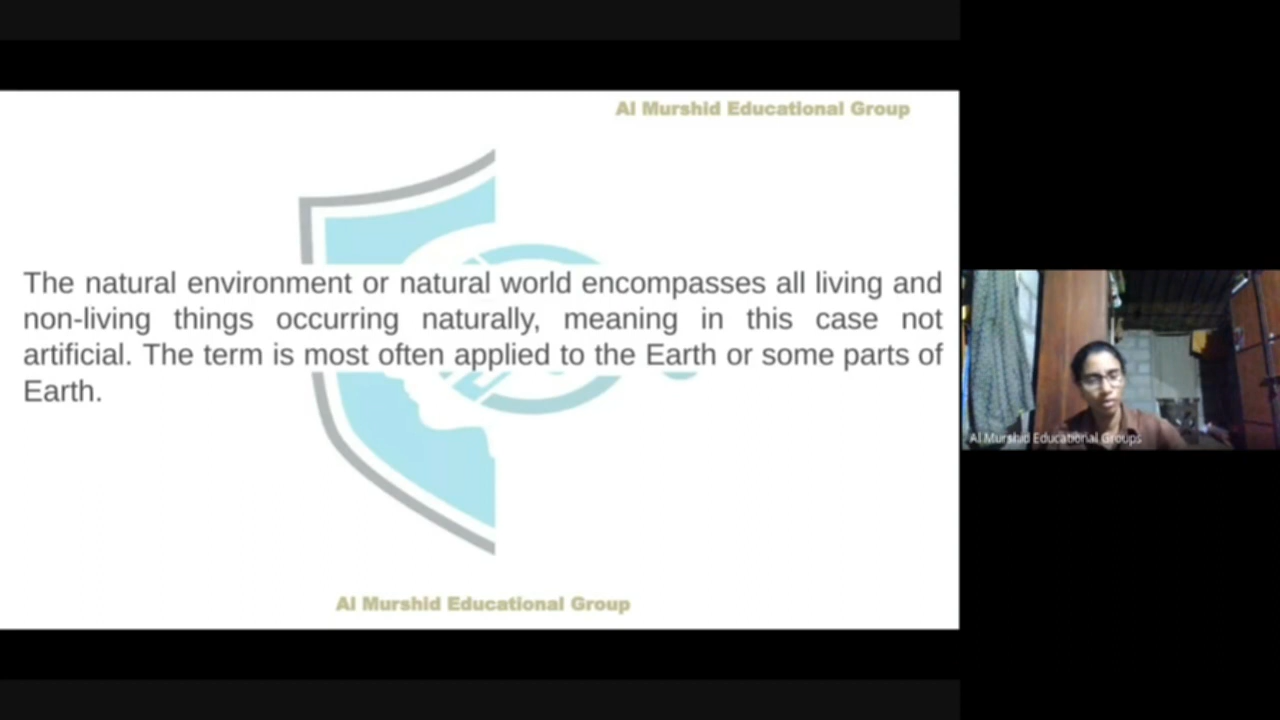 Al Murshid Educational Group
The natural environment or natural world encompasses all living and
non-living things occurring naturally, meaning in this case not
artificial. The term is most often applied to the Earth or some parts of
Earth.
Al Murshid Educational Groups
Al Murshid Educational Group